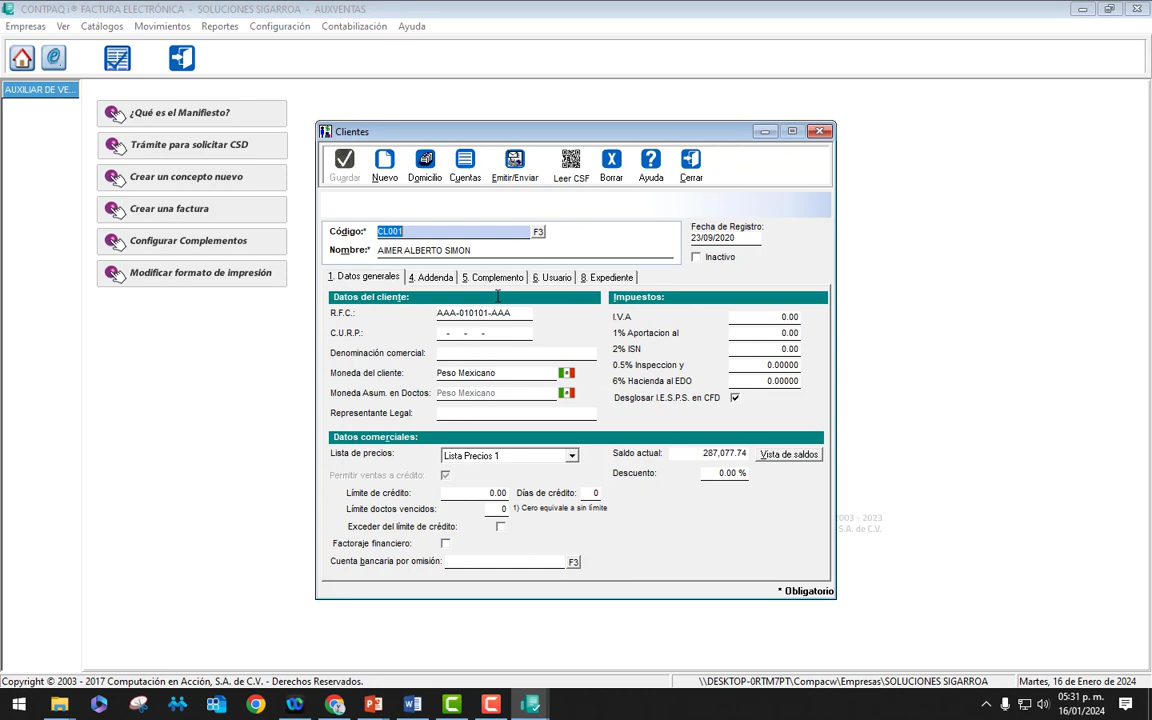 CONTPAQ i® FACTURA ELECTRÓNICA - SOLUCIONES SIGARROA - AUXVENTAS
Empresas Ver Catálogos Movimientos Reportes Configuración Contabilización Ayuda
AUXILIAR DE VE...
¿Qué es el Manifiesto?
Trámite para solicitar CSD
Crear un concepto nuevo
Crear una factura
Configurar Complementos
Modificar formato de impresión
Clientes
Guardar Nuevo Domicilio Cuentas Emitir/Enviar Leer CSF Borrar Ayuda Cerrar
Código:* CL001 F3
Nombre:* AIMER ALBERTO SIMON
Fecha de Registro:
23/09/2020
Inactivo
1. Datos generales 4. Addenda 5. Complemento 6. Usuario 8. Expediente
Datos del cliente:
R.F.C.: AAA-010101-AAA
C.U.R.P.: - - -
Denominación comercial:
Moneda del cliente: Peso Mexicano
Moneda Asum. en Doctos: Peso Mexicano
Representante Legal:
Impuestos:
I.V.A 0.00
1% Aportacion al 0.00
2% ISN 0.00
0.5% Inspeccion y 0.00000
6% Hacienda al EDO 0.00000
Desglosar I.E.S.P.S. en CFD
Datos comerciales:
Lista de precios: Lista Precios 1
Permitir ventas a crédito:
Límite de crédito: 0.00 Días de crédito: 0
Límite doctos vencidos: 0 1) Cero equivale a sin límite
Exceder del límite de crédito:
Factoraje financiero:
Cuenta bancaria por omisión: F3
Saldo actual: 287,077.74 Vista de saldos
Descuento: 0.00 %
* Obligatorio
2003 - 2023
S.A. de C.V.
Copyright © 2003 - 2017 Computación en Acción, S.A. de C.V. - Derechos Reservados.
\\DESKTOP-0RTM7PT\Compacw\Empresas\SOLUCIONES SIGARROA
Martes, 16 de Enero de 2024
05:31 p. m.
16/01/2024